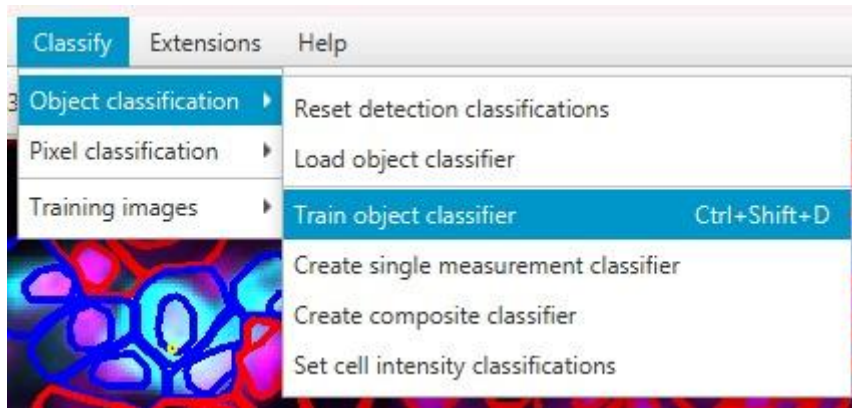 Classify Extensions Help
3
Object classification
Pixel classification
Training images
Reset detection classifications
Load object classifier
Train object classifier Ctrl+Shift+D
Create single measurement classifier
Create composite classifier
Set cell intensity classifications